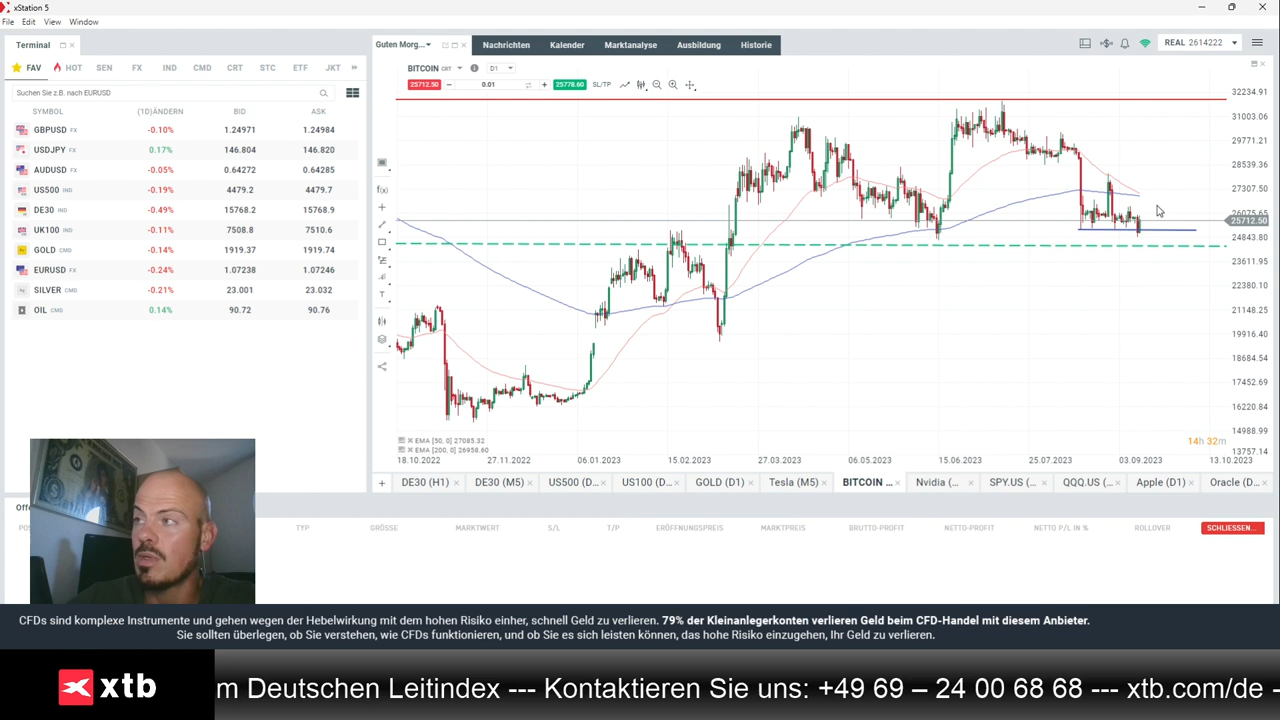 xStation 5
File Edit View Window
Terminal
FAV HOT SEN FX IND CMD CRT STC ETF JKT
Suchen Sie z.B. nach EURUSD
SYMBOL (1D)ÄNDERN BID ASK
GBPUSD FX -0.10% 1.24971 1.24984
USDJPY FX 0.17% 146.804 146.820
AUDUSD FX -0.05% 0.64272 0.64285
US500 IND -0.19% 4479.2 4479.7
DE30 IND -0.49% 15768.2 15768.9
UK100 IND -0.11% 7508.8 7510.6
GOLD CMD -0.14% 1919.37 1919.74
EURUSD FX -0.24% 1.07238 1.07246
SILVER CMD -0.21% 23.001 23.032
OIL CMD 0.14% 90.72 90.76
Guten Morg... Nachrichten Kalender Marktanalyse Ausbildung Historie
REAL 2614222
BITCOIN CRT D1
25712.50 0.01 25778.60 SL/TP
32234.91
31003.06
29771.21
28539.36
27307.50
26075.65
25712.50
24843.80
23611.95
22380.10
21148.25
19916.40
18684.54
17452.69
16220.84
14988.99
13757.14
14h 32m
EMA [50, 0] 27085.32
EMA [200, 0] 26958.60
18.10.2022 27.11.2022 06.01.2023 15.02.2023 27.03.2023 06.05.2023 15.06.2023 25.07.2023 03.09.2023 13.10.2023
DE30 (H1) DE30 (M5) US500 (D... US100 (D... GOLD (D1) Tesla (M5) BITCOIN ... Nvidia (... SPY.US (... QQQ.US (... Apple (D1) Oracle (D...
TYP GRÖSSE MARKTWERT S/L T/P ERÖFFNUNGSPREIS MARKTPREIS BRUTTO-PROFIT NETTO-PROFIT NETTO P/L IN % ROLLOVER SCHLIESSEN...
CFDs sind komplexe Instrumente und gehen wegen der Hebelwirkung mit dem hohen Risiko einher, schnell Geld zu verlieren. 79% der Kleinanlegerkonten verlieren Geld beim CFD-Handel mit diesem Anbieter.
Sie sollten überlegen, ob Sie verstehen, wie CFDs funktionieren, und ob Sie es sich leisten können, das hohe Risiko einzugehen, Ihr Geld zu verlieren.
xtb m Deutschen Leitindex --- Kontaktieren Sie uns: +49 69 – 24 00 68 68 --- xtb.com/de -